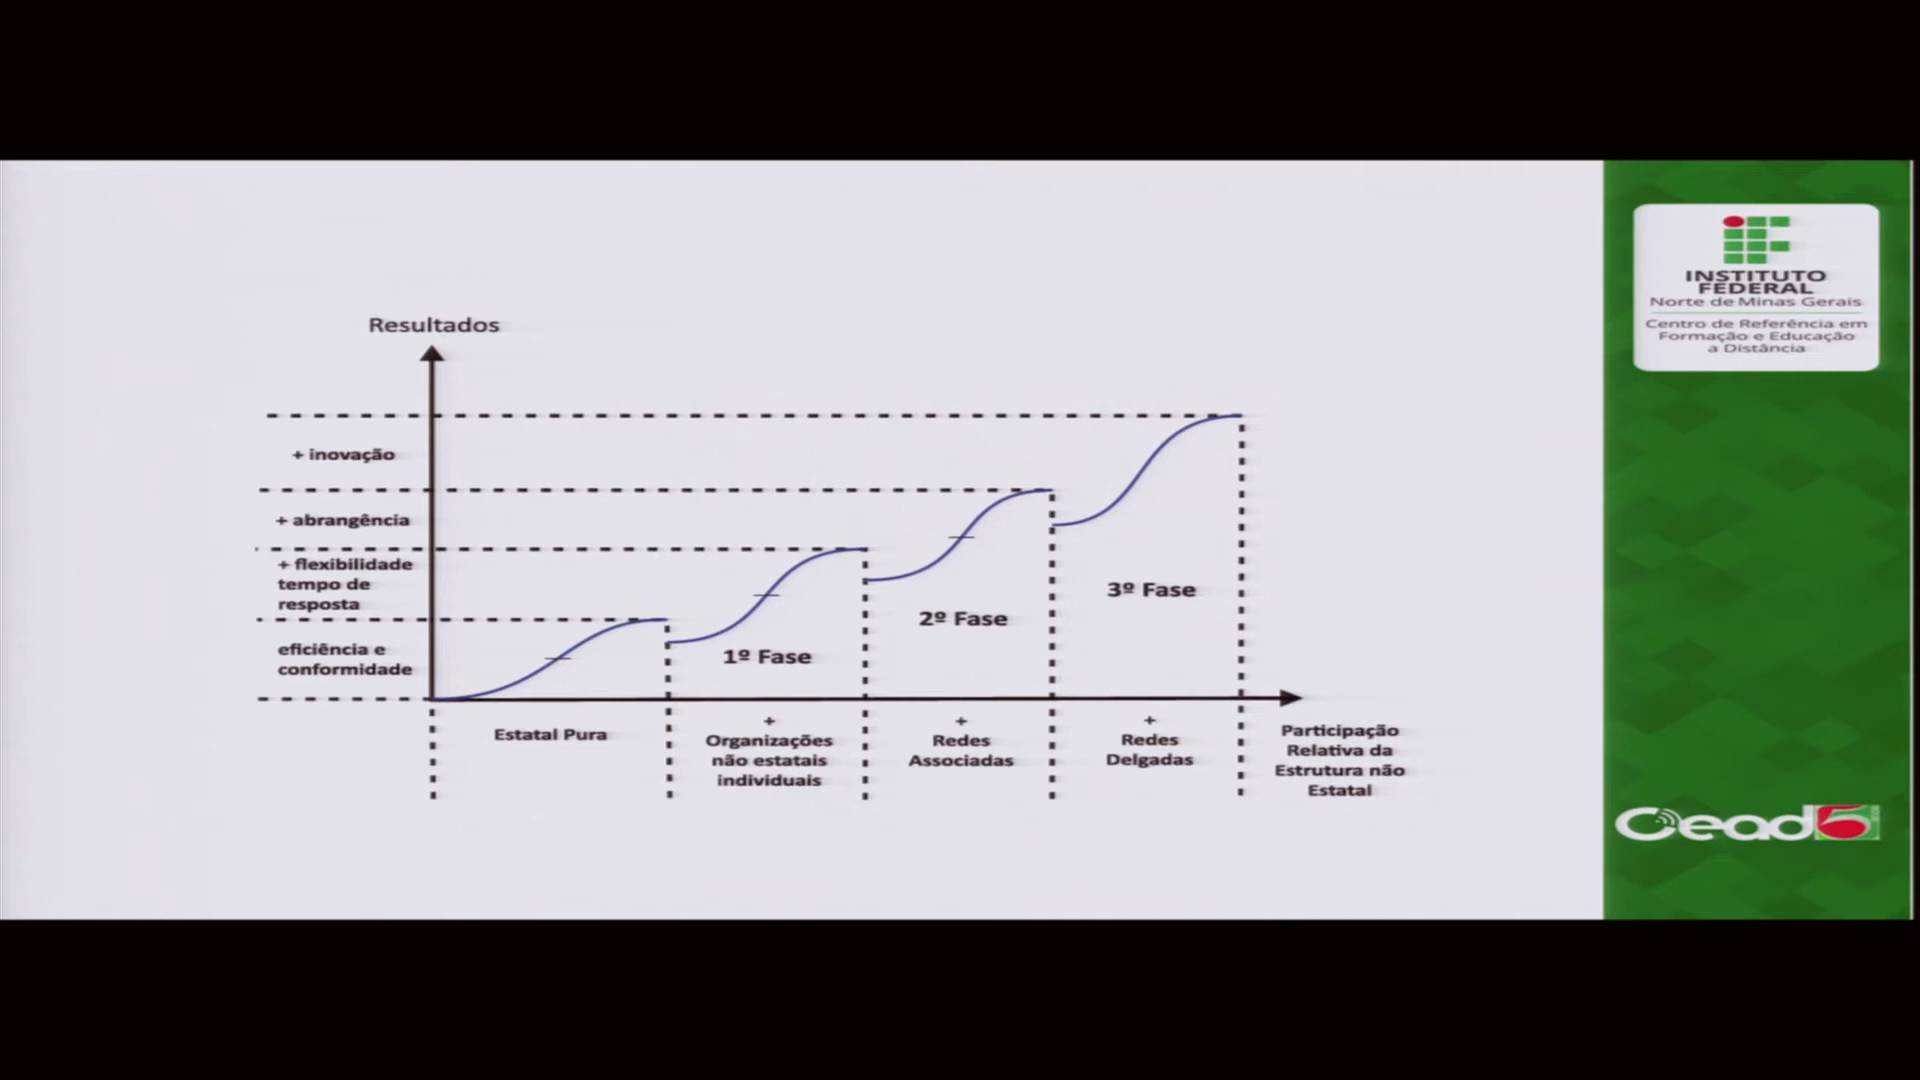 Resultados
+ inovação
+ abrangência
+ flexibilidade
tempo de
resposta
eficiência e
conformidade
1º Fase
2º Fase
3º Fase
Estatal Pura
+
Organizações
não estatais
individuais
+
Redes
Associadas
+
Redes
Delgadas
Participação
Relativa da
Estrutura não
Estatal
INSTITUTO
FEDERAL
Norte de Minas Gerais
Centro de Referência em
Formação e Educação
a Distância
Cead 5